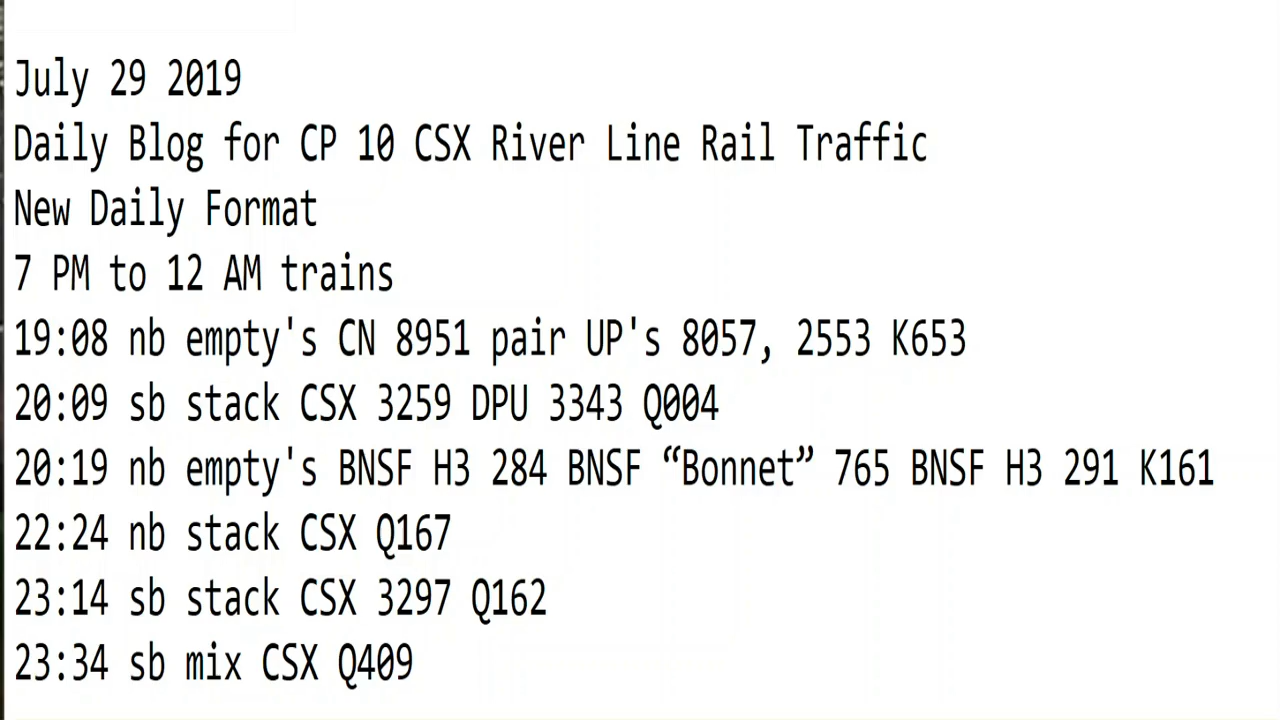 July 29 2019
Daily Blog for CP 10 CSX River Line Rail Traffic
New Daily Format
7 PM to 12 AM trains
19:08 nb empty's CN 8951 pair UP's 8057, 2553 K653
20:09 sb stack CSX 3259 DPU 3343 Q004
20:19 nb empty's BNSF H3 284 BNSF “Bonnet” 765 BNSF H3 291 K161
22:24 nb stack CSX Q167
23:14 sb stack CSX 3297 Q162
23:34 sb mix CSX Q409